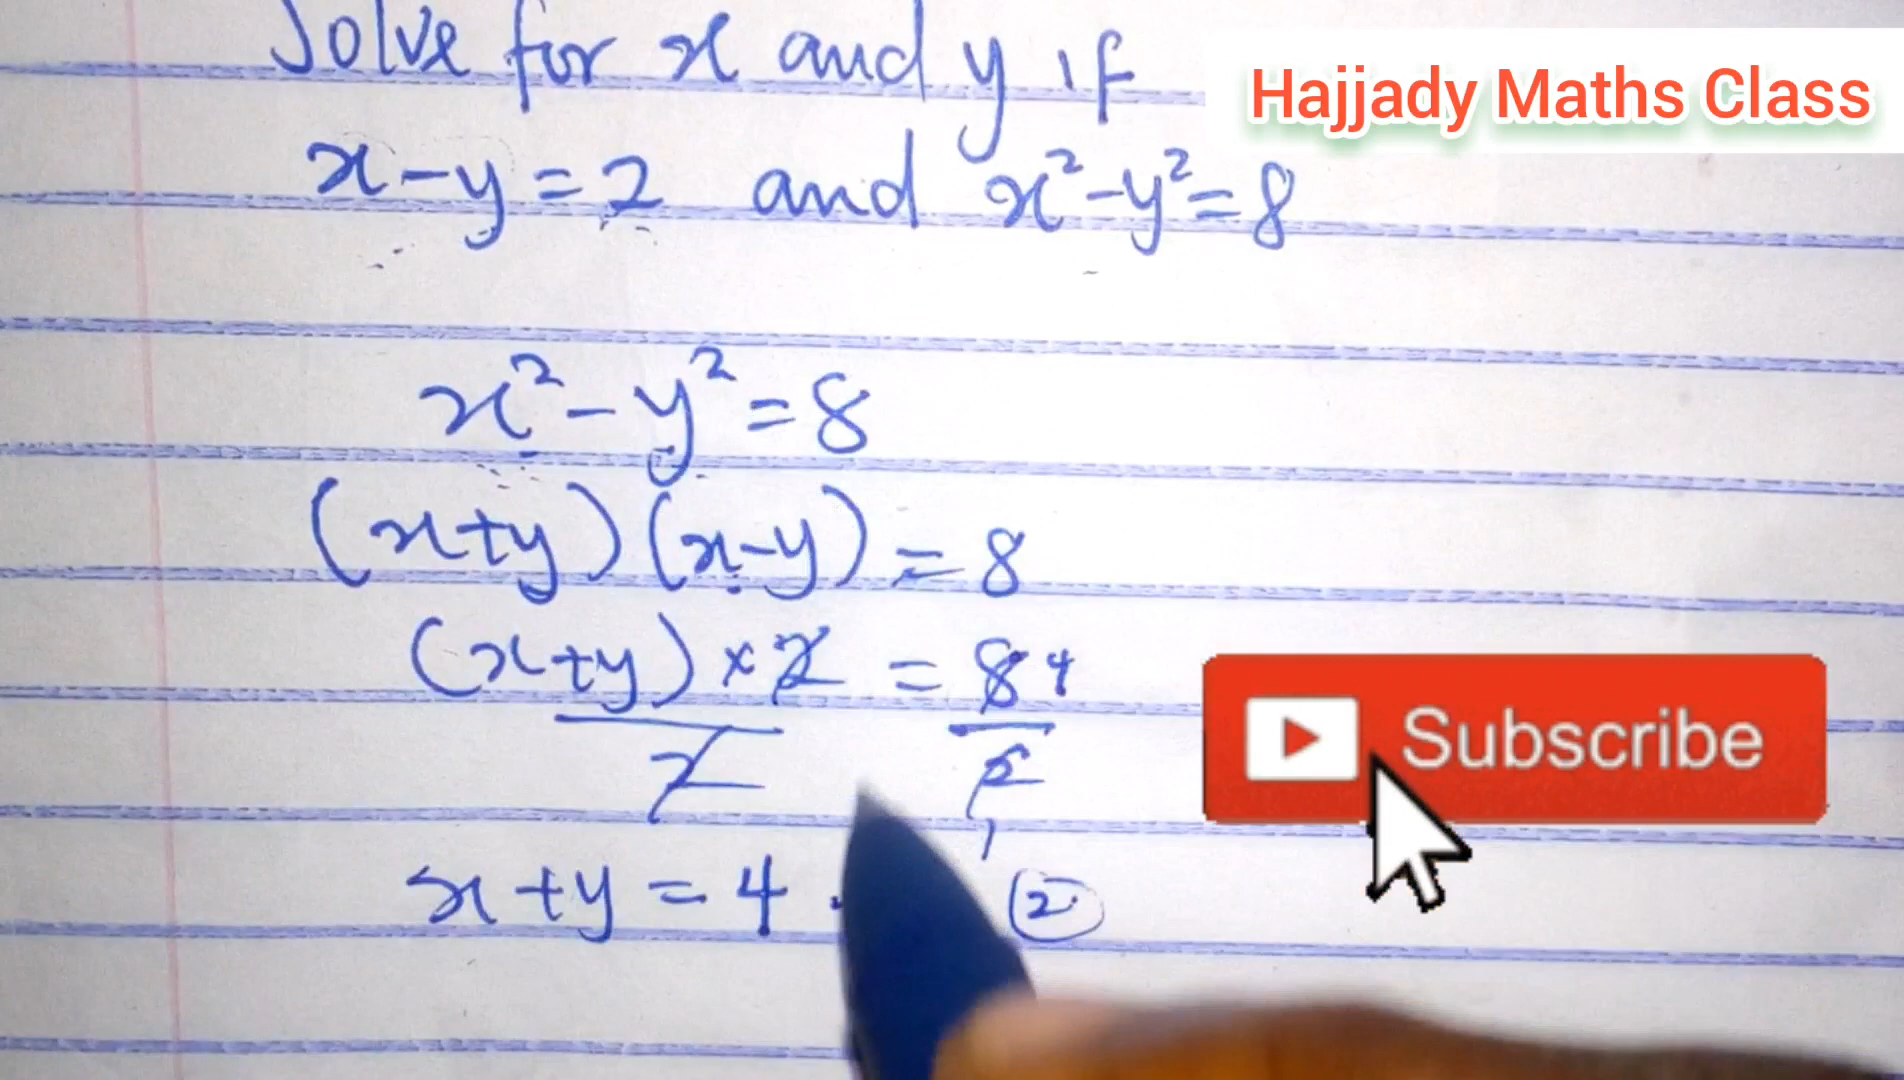 Solve for x and y if
Hajjady Maths Class
x-y=2 and x²-y²=8
x²-y²=8
(x+y)(x-y)=8
(x+y)×2 = 8 4
2 2
1
Subscribe
x+y=4 . ②